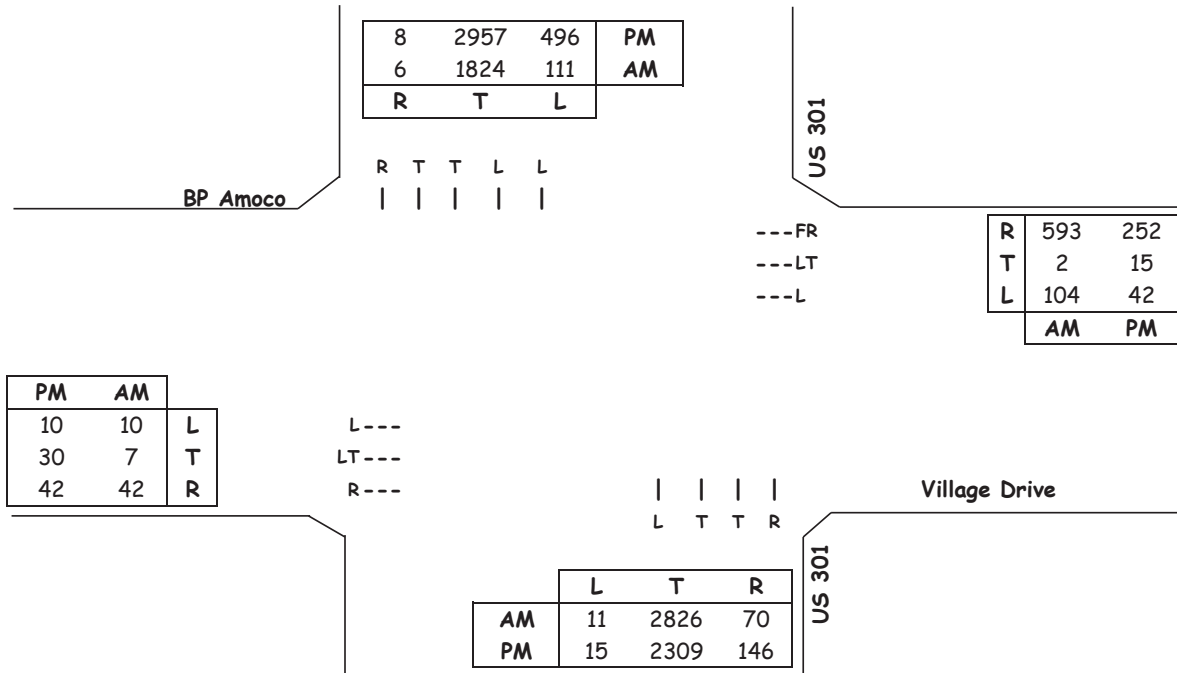 8 2957 496 PM
6 1824 111 AM
R T L
US 301
R T T L L
BP Amoco
---FR
---LT
---L
R 593 252
T 2 15
L 104 42
AM PM
PM AM
10 10 L
30 7 T
42 42 R
L---
LT---
R---
L T T R
Village Drive
US 301
L T R
AM 11 2826 70
PM 15 2309 146